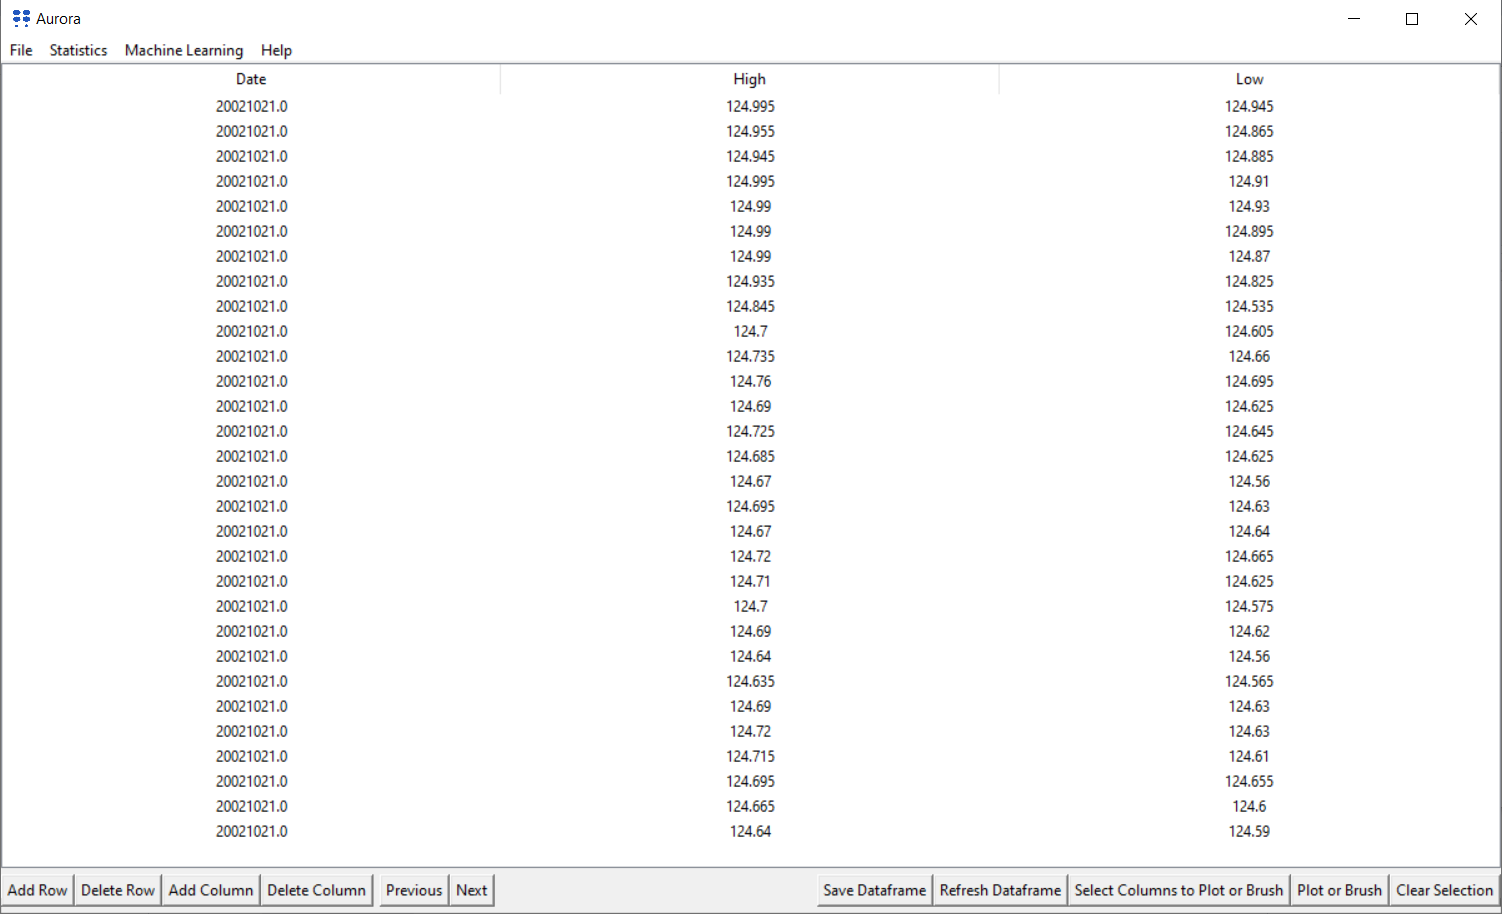 Aurora
File Statistics Machine Learning Help
Date High Low
20021021.0 124.995 124.945
20021021.0 124.955 124.865
20021021.0 124.945 124.885
20021021.0 124.995 124.91
20021021.0 124.99 124.93
20021021.0 124.99 124.895
20021021.0 124.99 124.87
20021021.0 124.935 124.825
20021021.0 124.845 124.535
20021021.0 124.7 124.605
20021021.0 124.735 124.66
20021021.0 124.76 124.695
20021021.0 124.69 124.625
20021021.0 124.725 124.645
20021021.0 124.685 124.625
20021021.0 124.67 124.56
20021021.0 124.695 124.63
20021021.0 124.67 124.64
20021021.0 124.72 124.665
20021021.0 124.71 124.625
20021021.0 124.7 124.575
20021021.0 124.69 124.62
20021021.0 124.64 124.56
20021021.0 124.635 124.565
20021021.0 124.69 124.63
20021021.0 124.72 124.63
20021021.0 124.715 124.61
20021021.0 124.695 124.655
20021021.0 124.665 124.6
20021021.0 124.64 124.59
Add Row Delete Row Add Column Delete Column Previous Next Save Dataframe Refresh Dataframe Select Columns to Plot or Brush Plot or Brush Clear Selection